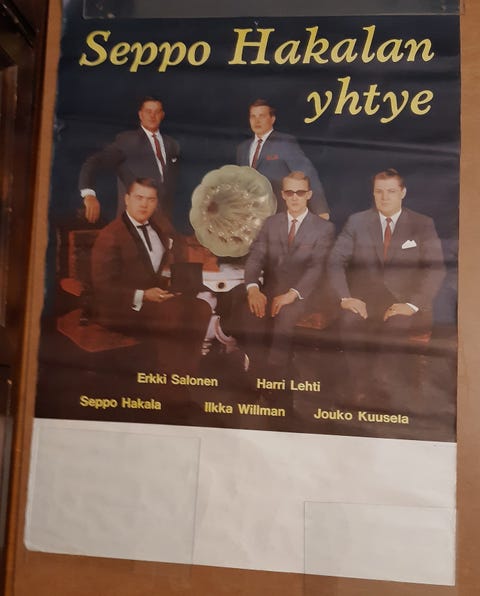 Seppo Hakalan
yhtye
Erkki Salonen
Harri Lehti
Seppo Hakala
Ilkka Willman
Jouko Kuusela